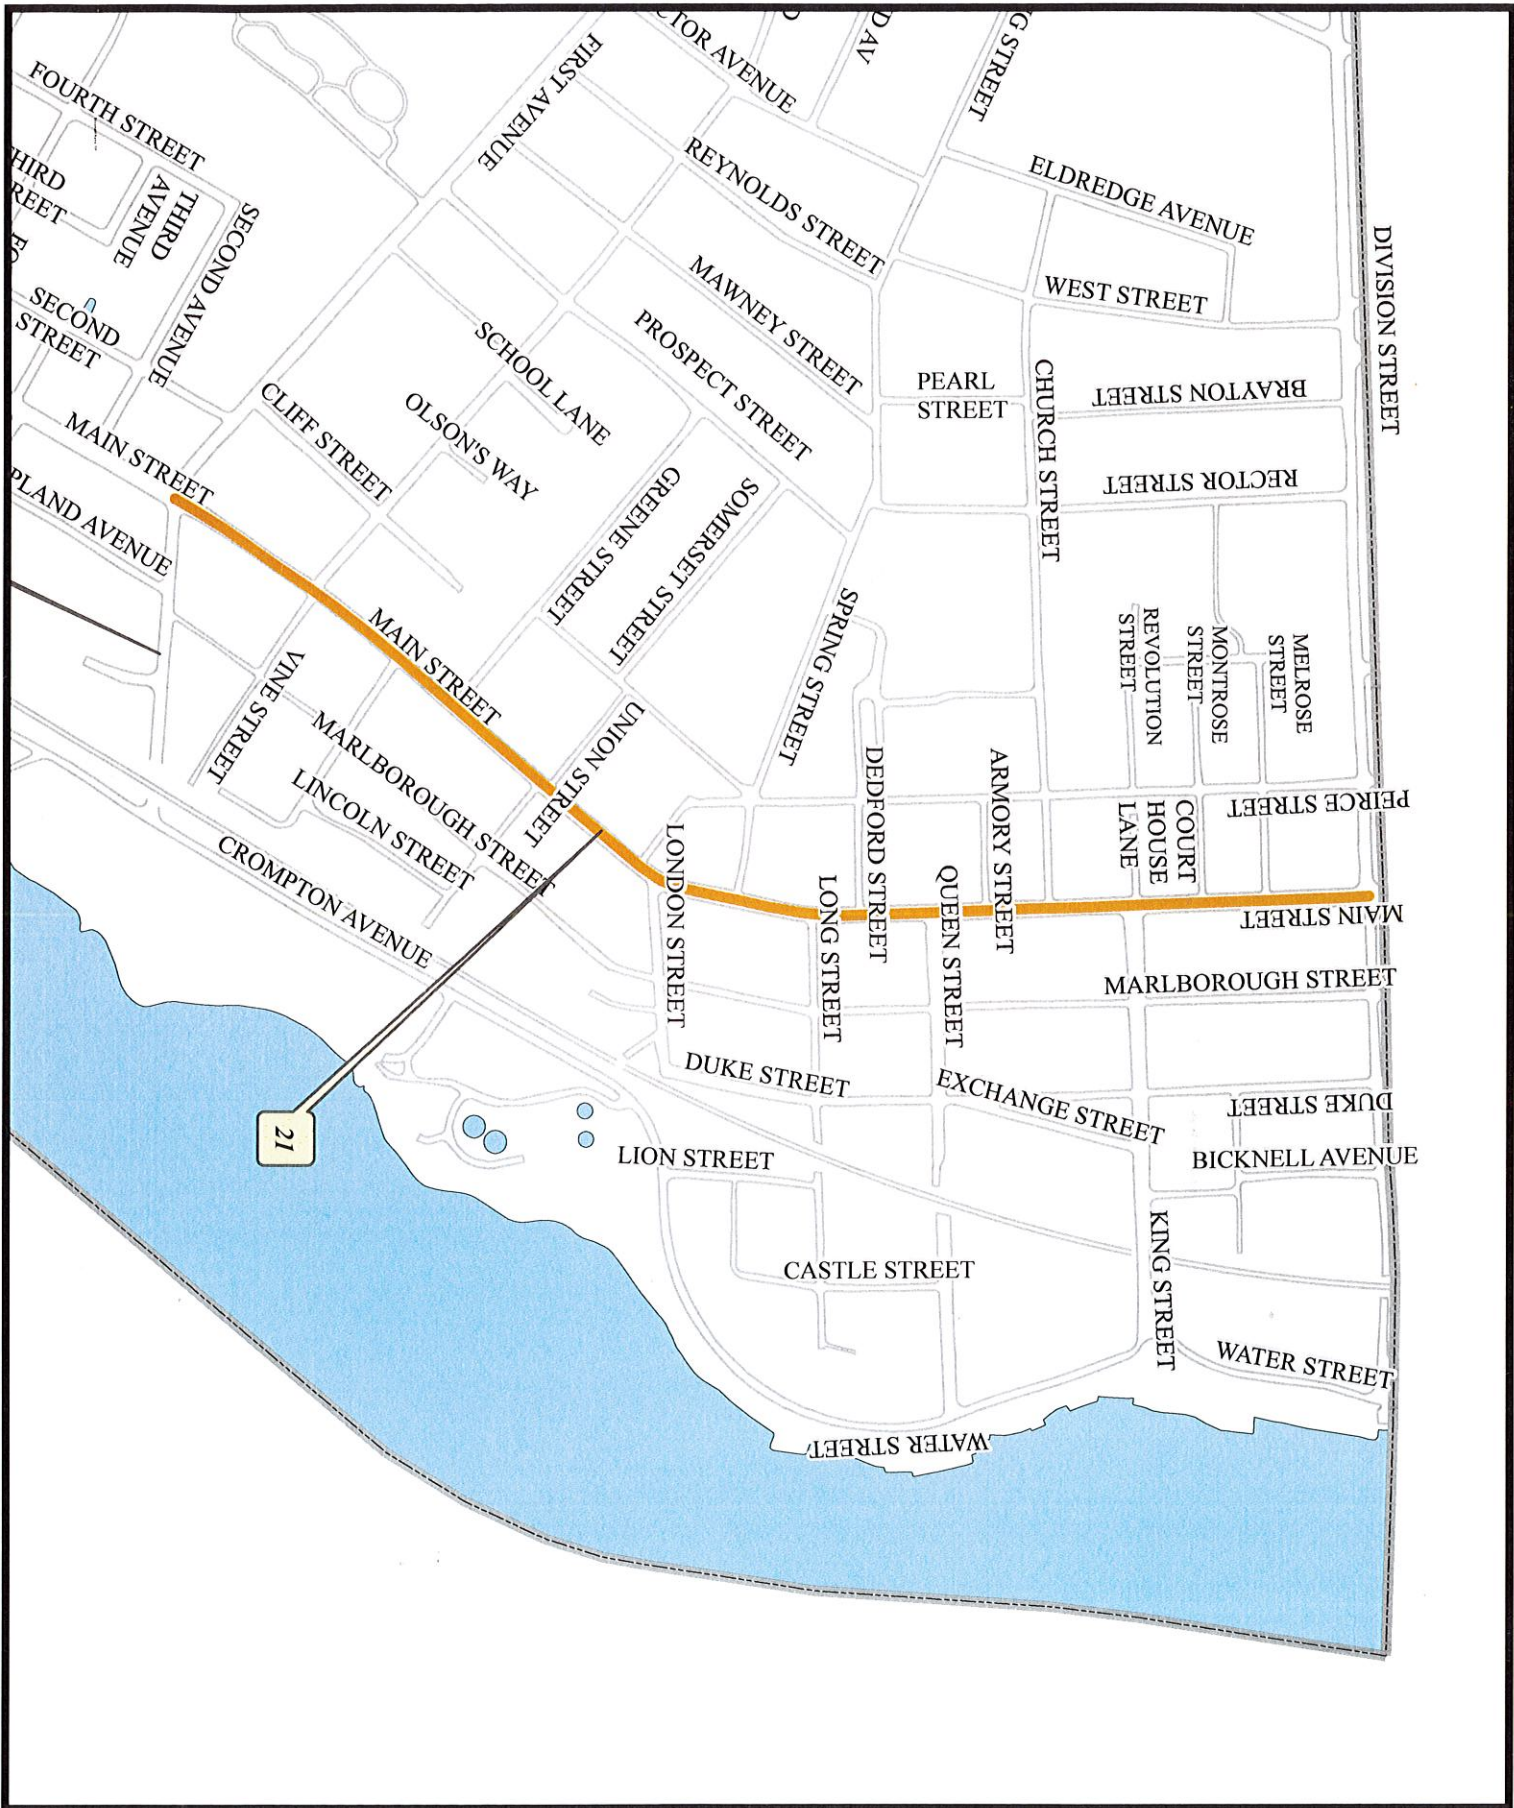 CTOR AVENUE
D AV
G STREET
FIRST AVENUE
FOURTH STREET
HIRD
REET
THIRD
AVENUE
SECOND AVENUE
SECOND
STREET
REYNOLDS STREET
ELDREDGE AVENUE
DIVISION STREET
MAWNEY STREET
WEST STREET
PROSPECT STREET
SCHOOL LANE
OLSON'S WAY
CLIFF STREET
PEARL
STREET
CHURCH STREET
BRAYTON STREET
RECTOR STREET
MAIN STREET
PLAND AVENUE
GREENE STREET
SOMERSET STREET
SPRING STREET
REVOLUTION
STREET
MONTROSE
STREET
MELROSE
STREET
MAIN STREET
VINE STREET
UNION STREET
MARLBOROUGH STREET
LINCOLN STREET
CROMPTON AVENUE
LONDON STREET
LONG STREET
DEDFORD STREET
QUEEN STREET
ARMORY STREET
COURT
HOUSE
LANE
PEIRCE STREET
MAIN STREET
MARLBOROUGH STREET
DUKE STREET
EXCHANGE STREET
DUKE STREET
BICKNELL AVENUE
21
LION STREET
CASTLE STREET
KING STREET
WATER STREET
WATER STREET